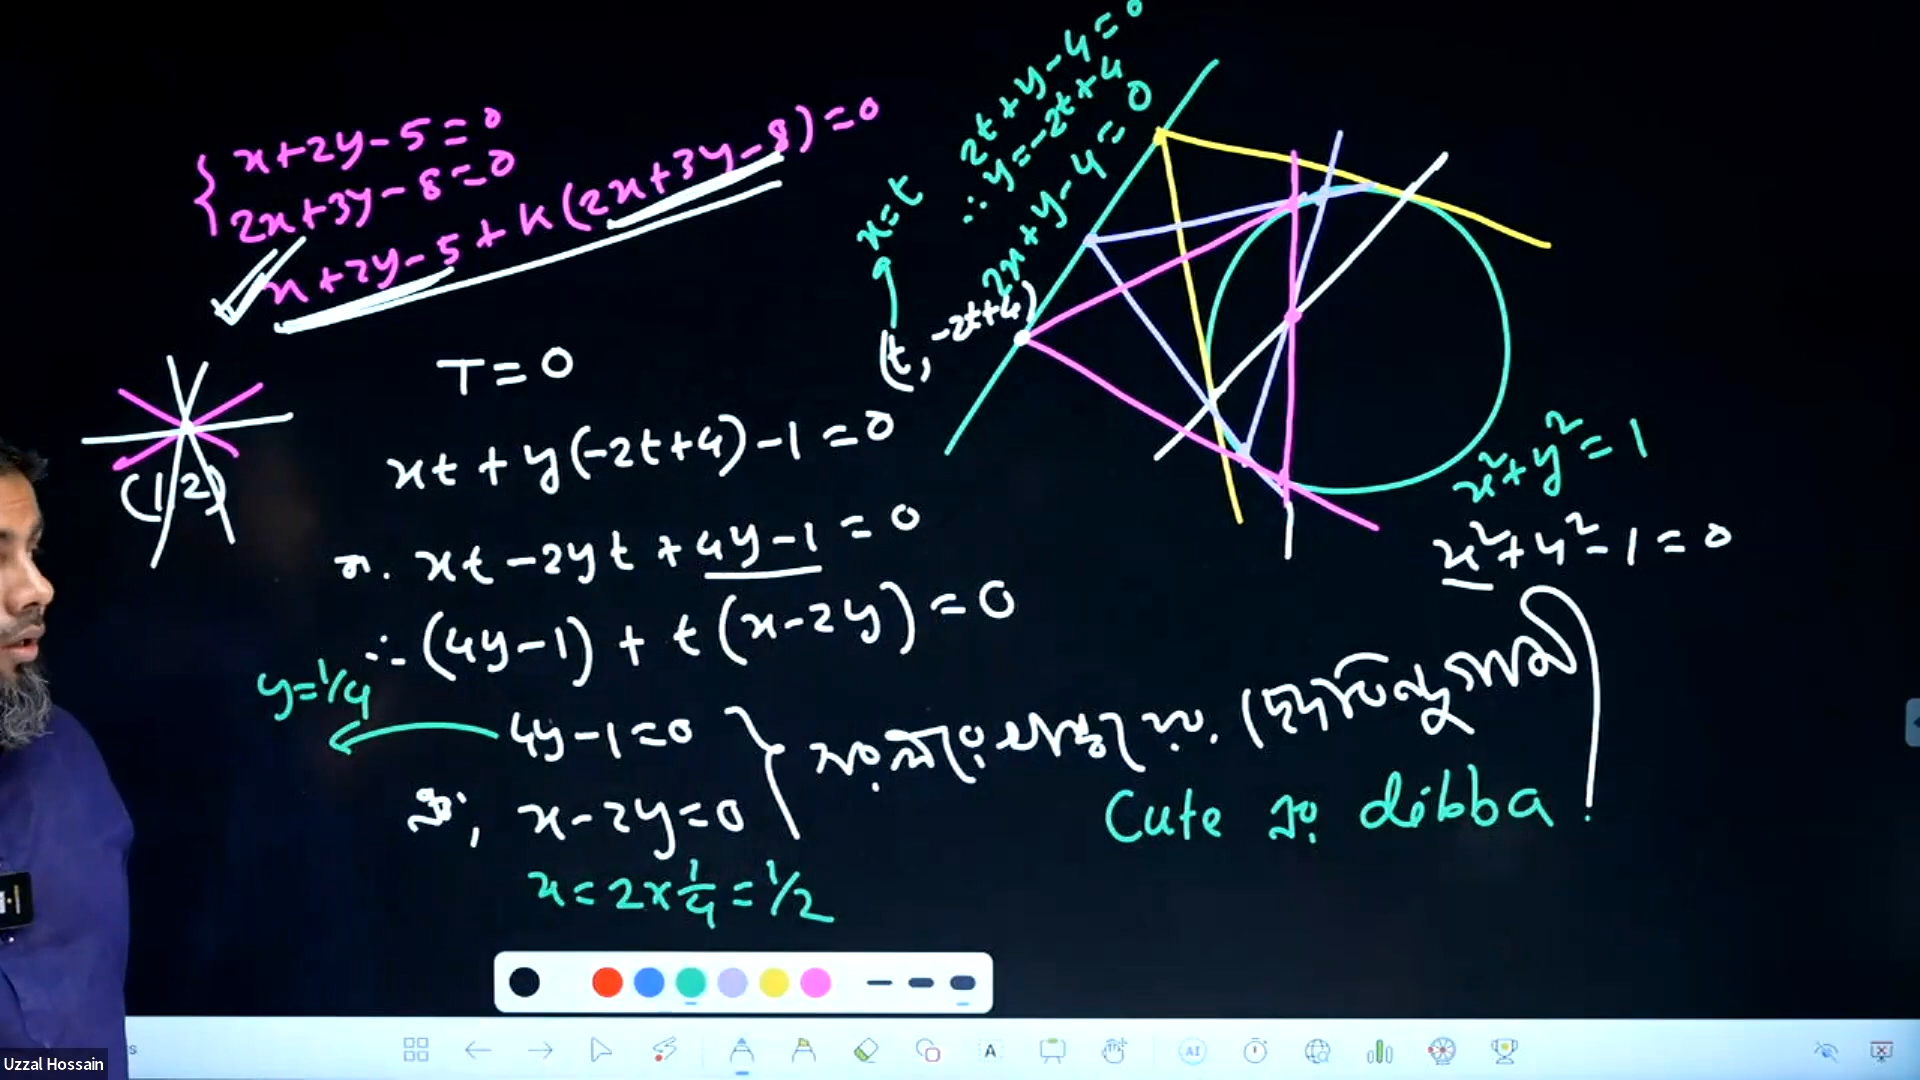 x+2y-5=0
2x+3y-8=0
x+2y-5+k(2x+3y-8)=0
(1,2)
T=0
xt+y(-2t+4)-1=0
xt-2yt+4y-1=0
∴(4y-1)+t(x-2y)=0
y=1/4
4y-1=0
x-2y=0
x=2×1/4=1/2
2t+y-4=0
∴y=-2t+4
2x+y-4=0
x=t
(t, -2t+4)
x²+y²=1
x²+y²-1=0
Cute না dibba
A
AI
Uzzal Hossain